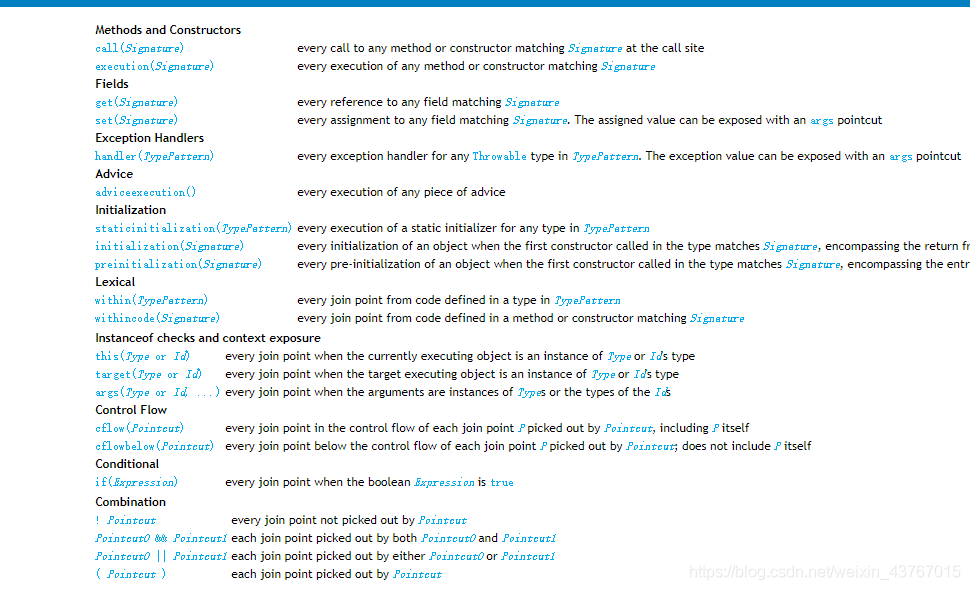 Methods and Constructors
call(Signature) every call to any method or constructor matching Signature at the call site
execution(Signature) every execution of any method or constructor matching Signature
Fields
get(Signature) every reference to any field matching Signature
set(Signature) every assignment to any field matching Signature. The assigned value can be exposed with an args pointcut
Exception Handlers
handler(TypePattern) every exception handler for any Throwable type in TypePattern. The exception value can be exposed with an args pointcut
Advice
adviceexecution() every execution of any piece of advice
Initialization
staticinitialization(TypePattern) every execution of a static initializer for any type in TypePattern
initialization(Signature) every initialization of an object when the first constructor called in the type matches Signature, encompassing the return fr
preinitialization(Signature) every pre-initialization of an object when the first constructor called in the type matches Signature, encompassing the entr
Lexical
within(TypePattern) every join point from code defined in a type in TypePattern
withincode(Signature) every join point from code defined in a method or constructor matching Signature
Instanceof checks and context exposure
this(Type or Id) every join point when the currently executing object is an instance of Type or Id's type
target(Type or Id) every join point when the target executing object is an instance of Type or Id's type
args(Type or Id, ...) every join point when the arguments are instances of Types or the types of the Ids
Control Flow
cflow(Pointcut) every join point in the control flow of each join point P picked out by Pointcut, including P itself
cflowbelow(Pointcut) every join point below the control flow of each join point P picked out by Pointcut; does not include P itself
Conditional
if(Expression) every join point when the boolean Expression is true
Combination
! Pointcut every join point not picked out by Pointcut
Pointcut0 && Pointcut1 each join point picked out by both Pointcut0 and Pointcut1
Pointcut0 || Pointcut1 each join point picked out by either Pointcut0 or Pointcut1
( Pointcut ) each join point picked out by Pointcut
https://blog.csdn.net/weixin_43767015